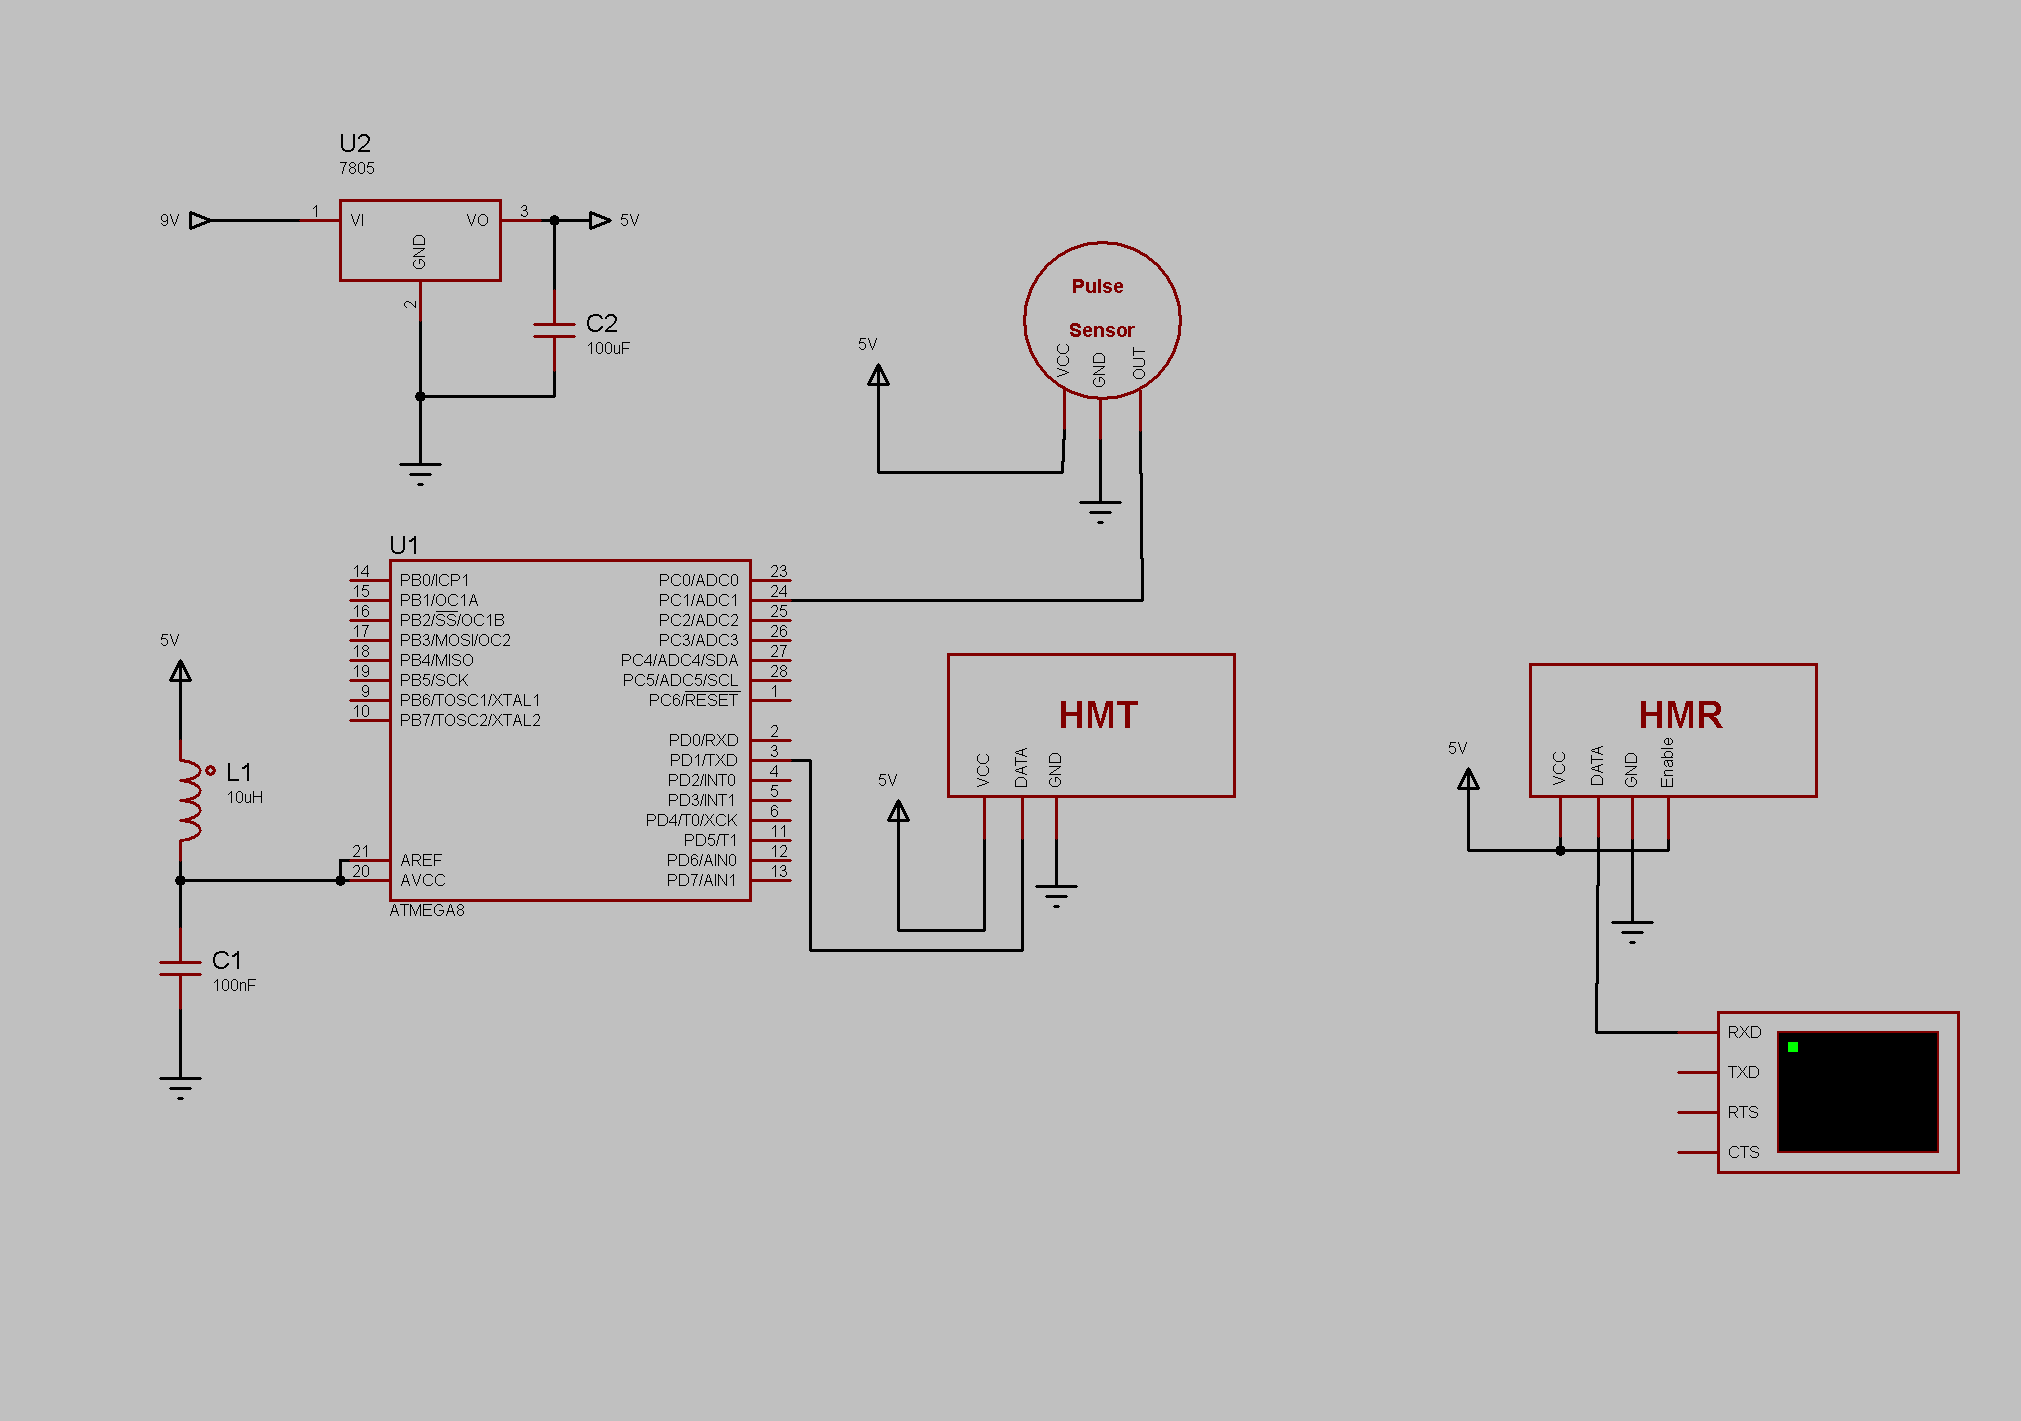 U2
7805
9V
1
VI
VO
3
5V
GND
2
C2
100uF
Pulse
Sensor
VCC
GND
OUT
5V
U1
14
PB0/ICP1
15
PB1/OC1A
16
PB2/SS/OC1B
17
PB3/MOSI/OC2
18
PB4/MISO
19
PB5/SCK
9
PB6/TOSC1/XTAL1
10
PB7/TOSC2/XTAL2
21
AREF
20
AVCC
PC0/ADC0
23
PC1/ADC1
24
PC2/ADC2
25
PC3/ADC3
26
PC4/ADC4/SDA
27
PC5/ADC5/SCL
28
PC6/RESET
1
PD0/RXD
2
PD1/TXD
3
PD2/INT0
4
PD3/INT1
5
PD4/T0/XCK
6
PD5/T1
11
PD6/AIN0
12
PD7/AIN1
13
ATMEGA8
5V
L1
10uH
C1
100nF
HMT
VCC
DATA
GND
5V
HMR
VCC
DATA
GND
Enable
5V
RXD
TXD
RTS
CTS